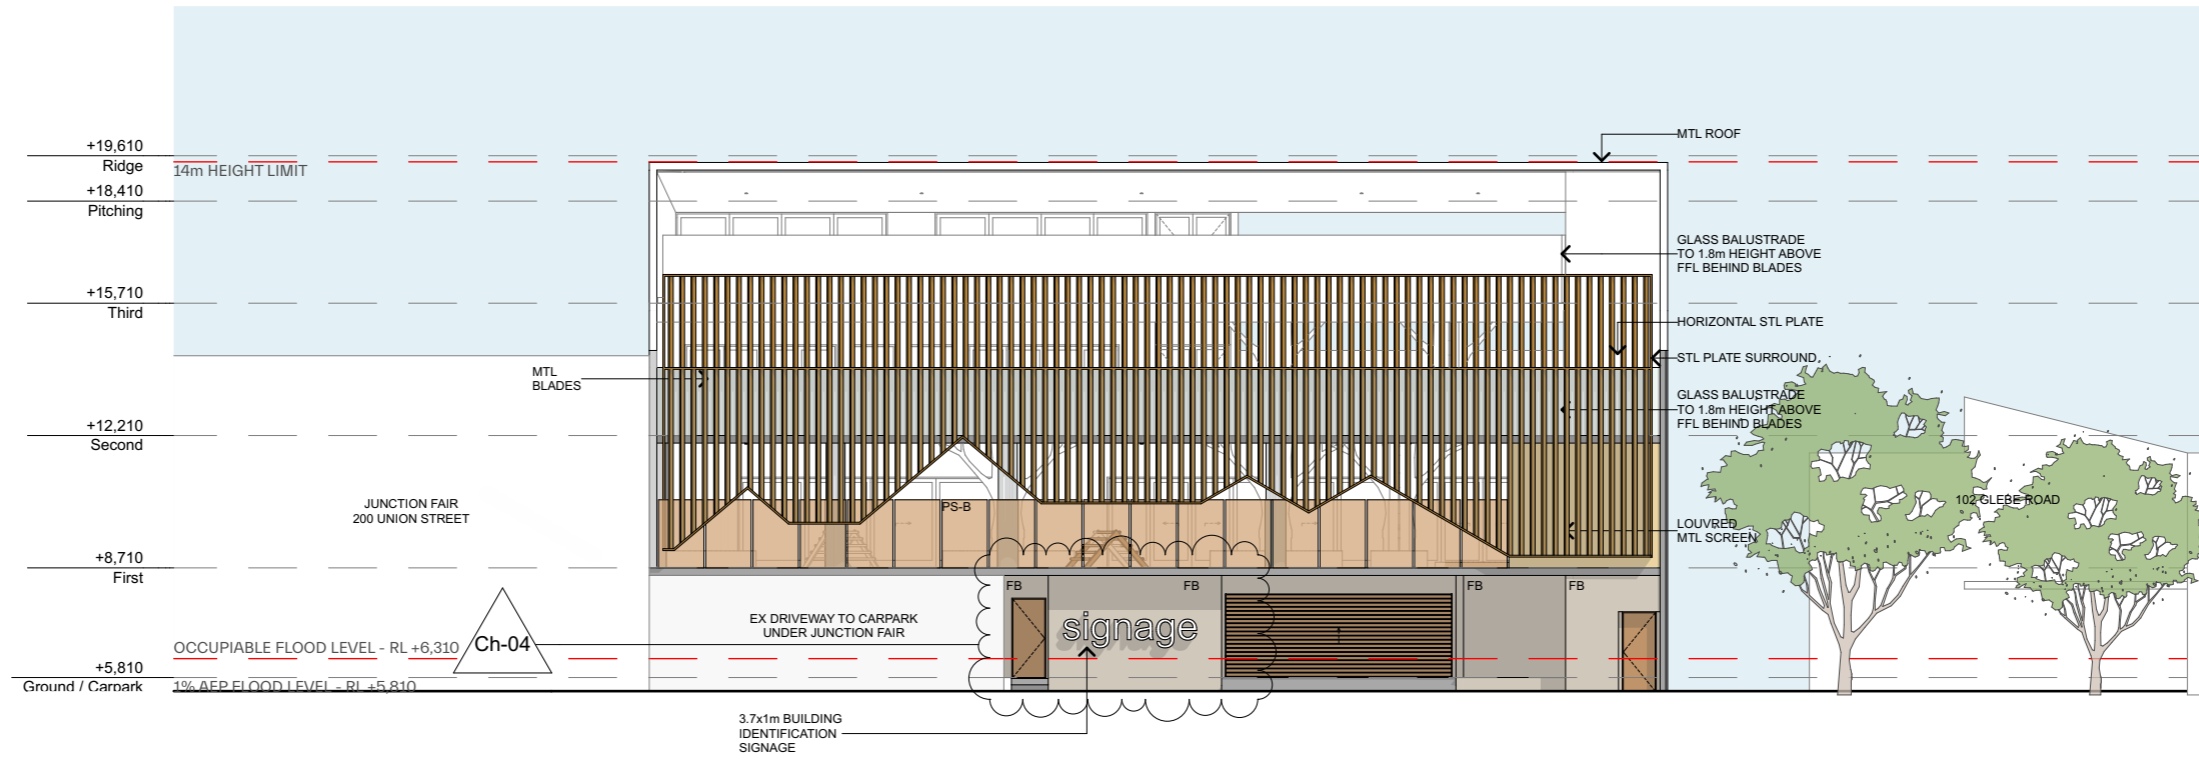 +19,610
Ridge
14m HEIGHT LIMIT
+18,410
Pitching
+15,710
Third
+12,210
Second
+8,710
First
OCCUPIABLE FLOOD LEVEL - RL +6,310
+5,810
Ground / Carpark
1% AEP FLOOD LEVEL - RL +5,810
JUNCTION FAIR
200 UNION STREET
Ch-04
MTL
BLADES
EX DRIVEWAY TO CARPARK
UNDER JUNCTION FAIR
3.7x1m BUILDING
IDENTIFICATION
SIGNAGE
PS-B
FB
FB
FB
FB
signage
MTL ROOF
GLASS BALUSTRADE
TO 1.8m HEIGHT ABOVE
FFL BEHIND BLADES
HORIZONTAL STL PLATE
STL PLATE SURROUND
GLASS BALUSTRADE
TO 1.8m HEIGHT ABOVE
FFL BEHIND BLADES
LOUVRED
MTL SCREEN
102 GLEBE ROAD